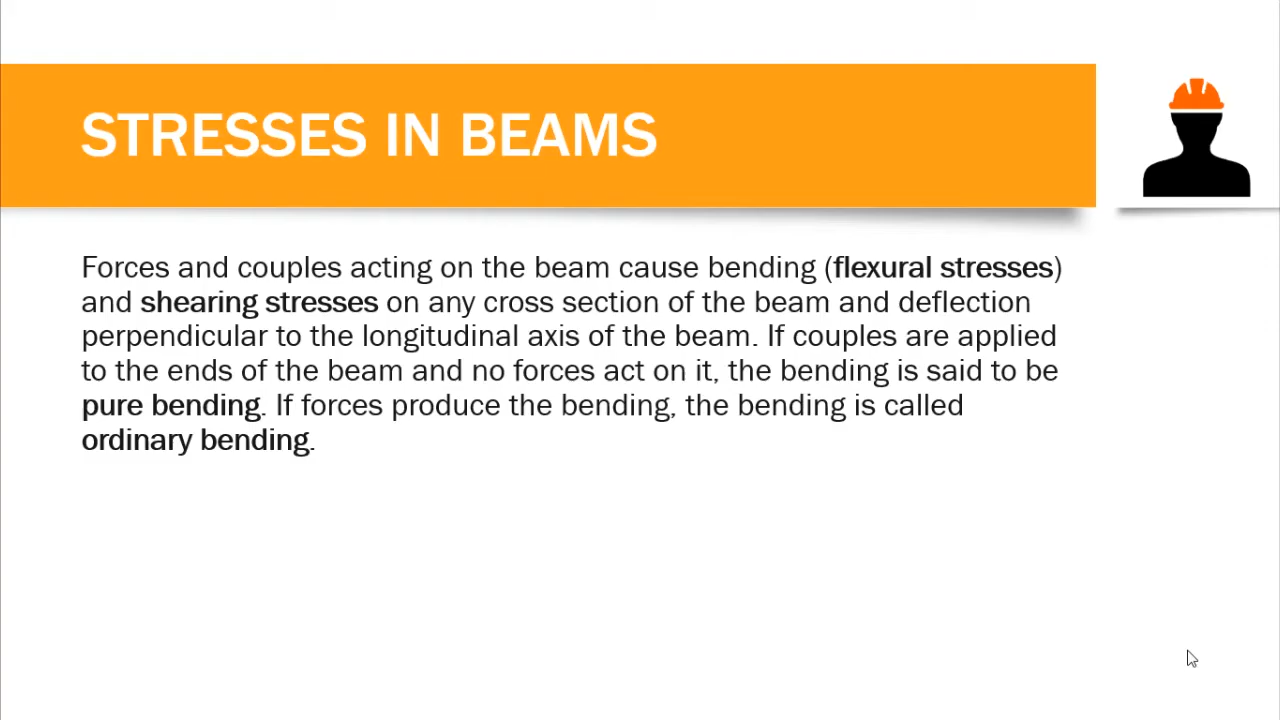 STRESSES IN BEAMS
Forces and couples acting on the beam cause bending (flexural stresses)
and shearing stresses on any cross section of the beam and deflection
perpendicular to the longitudinal axis of the beam. If couples are applied
to the ends of the beam and no forces act on it, the bending is said to be
pure bending. If forces produce the bending, the bending is called
ordinary bending.